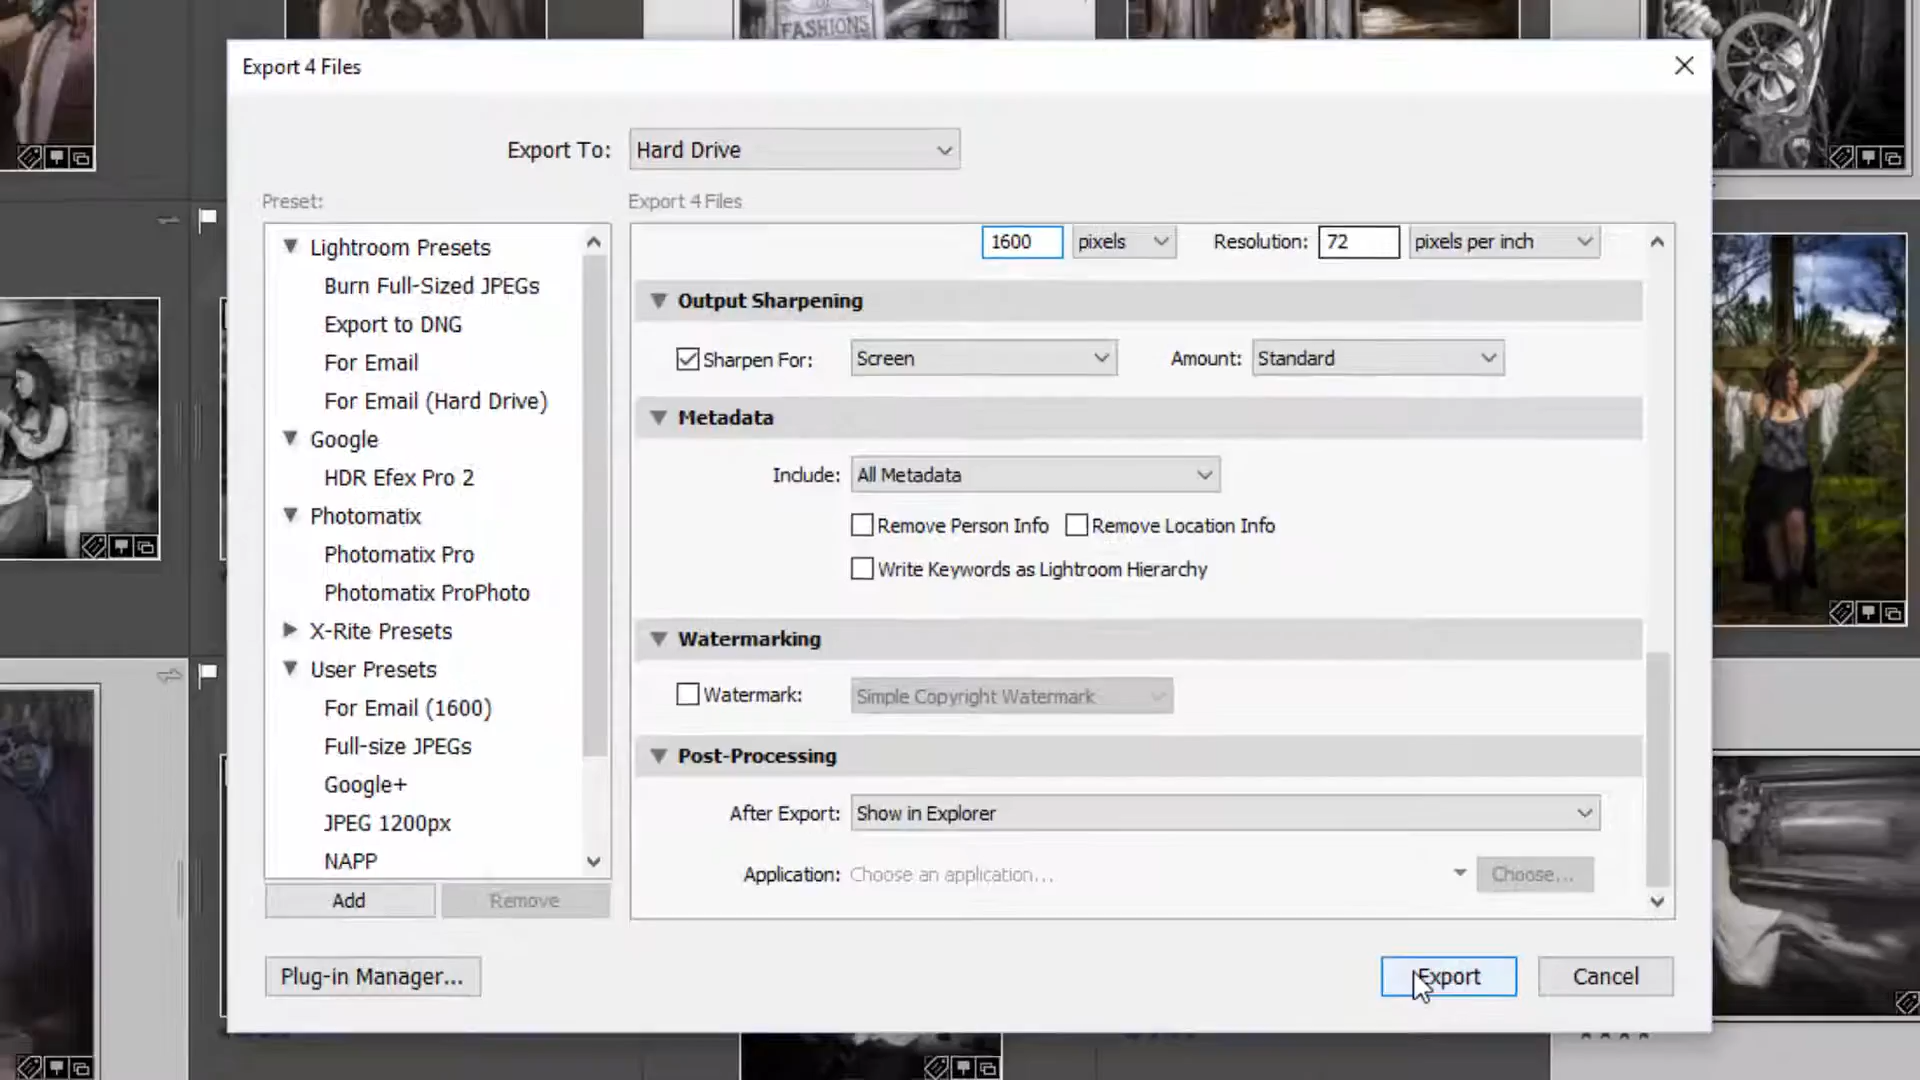 FASHIONS
Export 4 Files
Export To: Hard Drive
Preset:
Export 4 Files
Lightroom Presets
Burn Full-Sized JPEGs
Export to DNG
For Email
For Email (Hard Drive)
Google
HDR Efex Pro 2
Photomatix
Photomatix Pro
Photomatix ProPhoto
X-Rite Presets
User Presets
For Email (1600)
Full-size JPEGs
Google+
JPEG 1200px
NAPP
Add Remove
1600 pixels Resolution: 72 pixels per inch
Output Sharpening
Sharpen For: Screen Amount: Standard
Metadata
Include: All Metadata
Remove Person Info Remove Location Info
Write Keywords as Lightroom Hierarchy
Watermarking
Watermark: Simple Copyright Watermark
Post-Processing
After Export: Show in Explorer
Application: Choose an application... Choose...
Plug-in Manager... Export Cancel